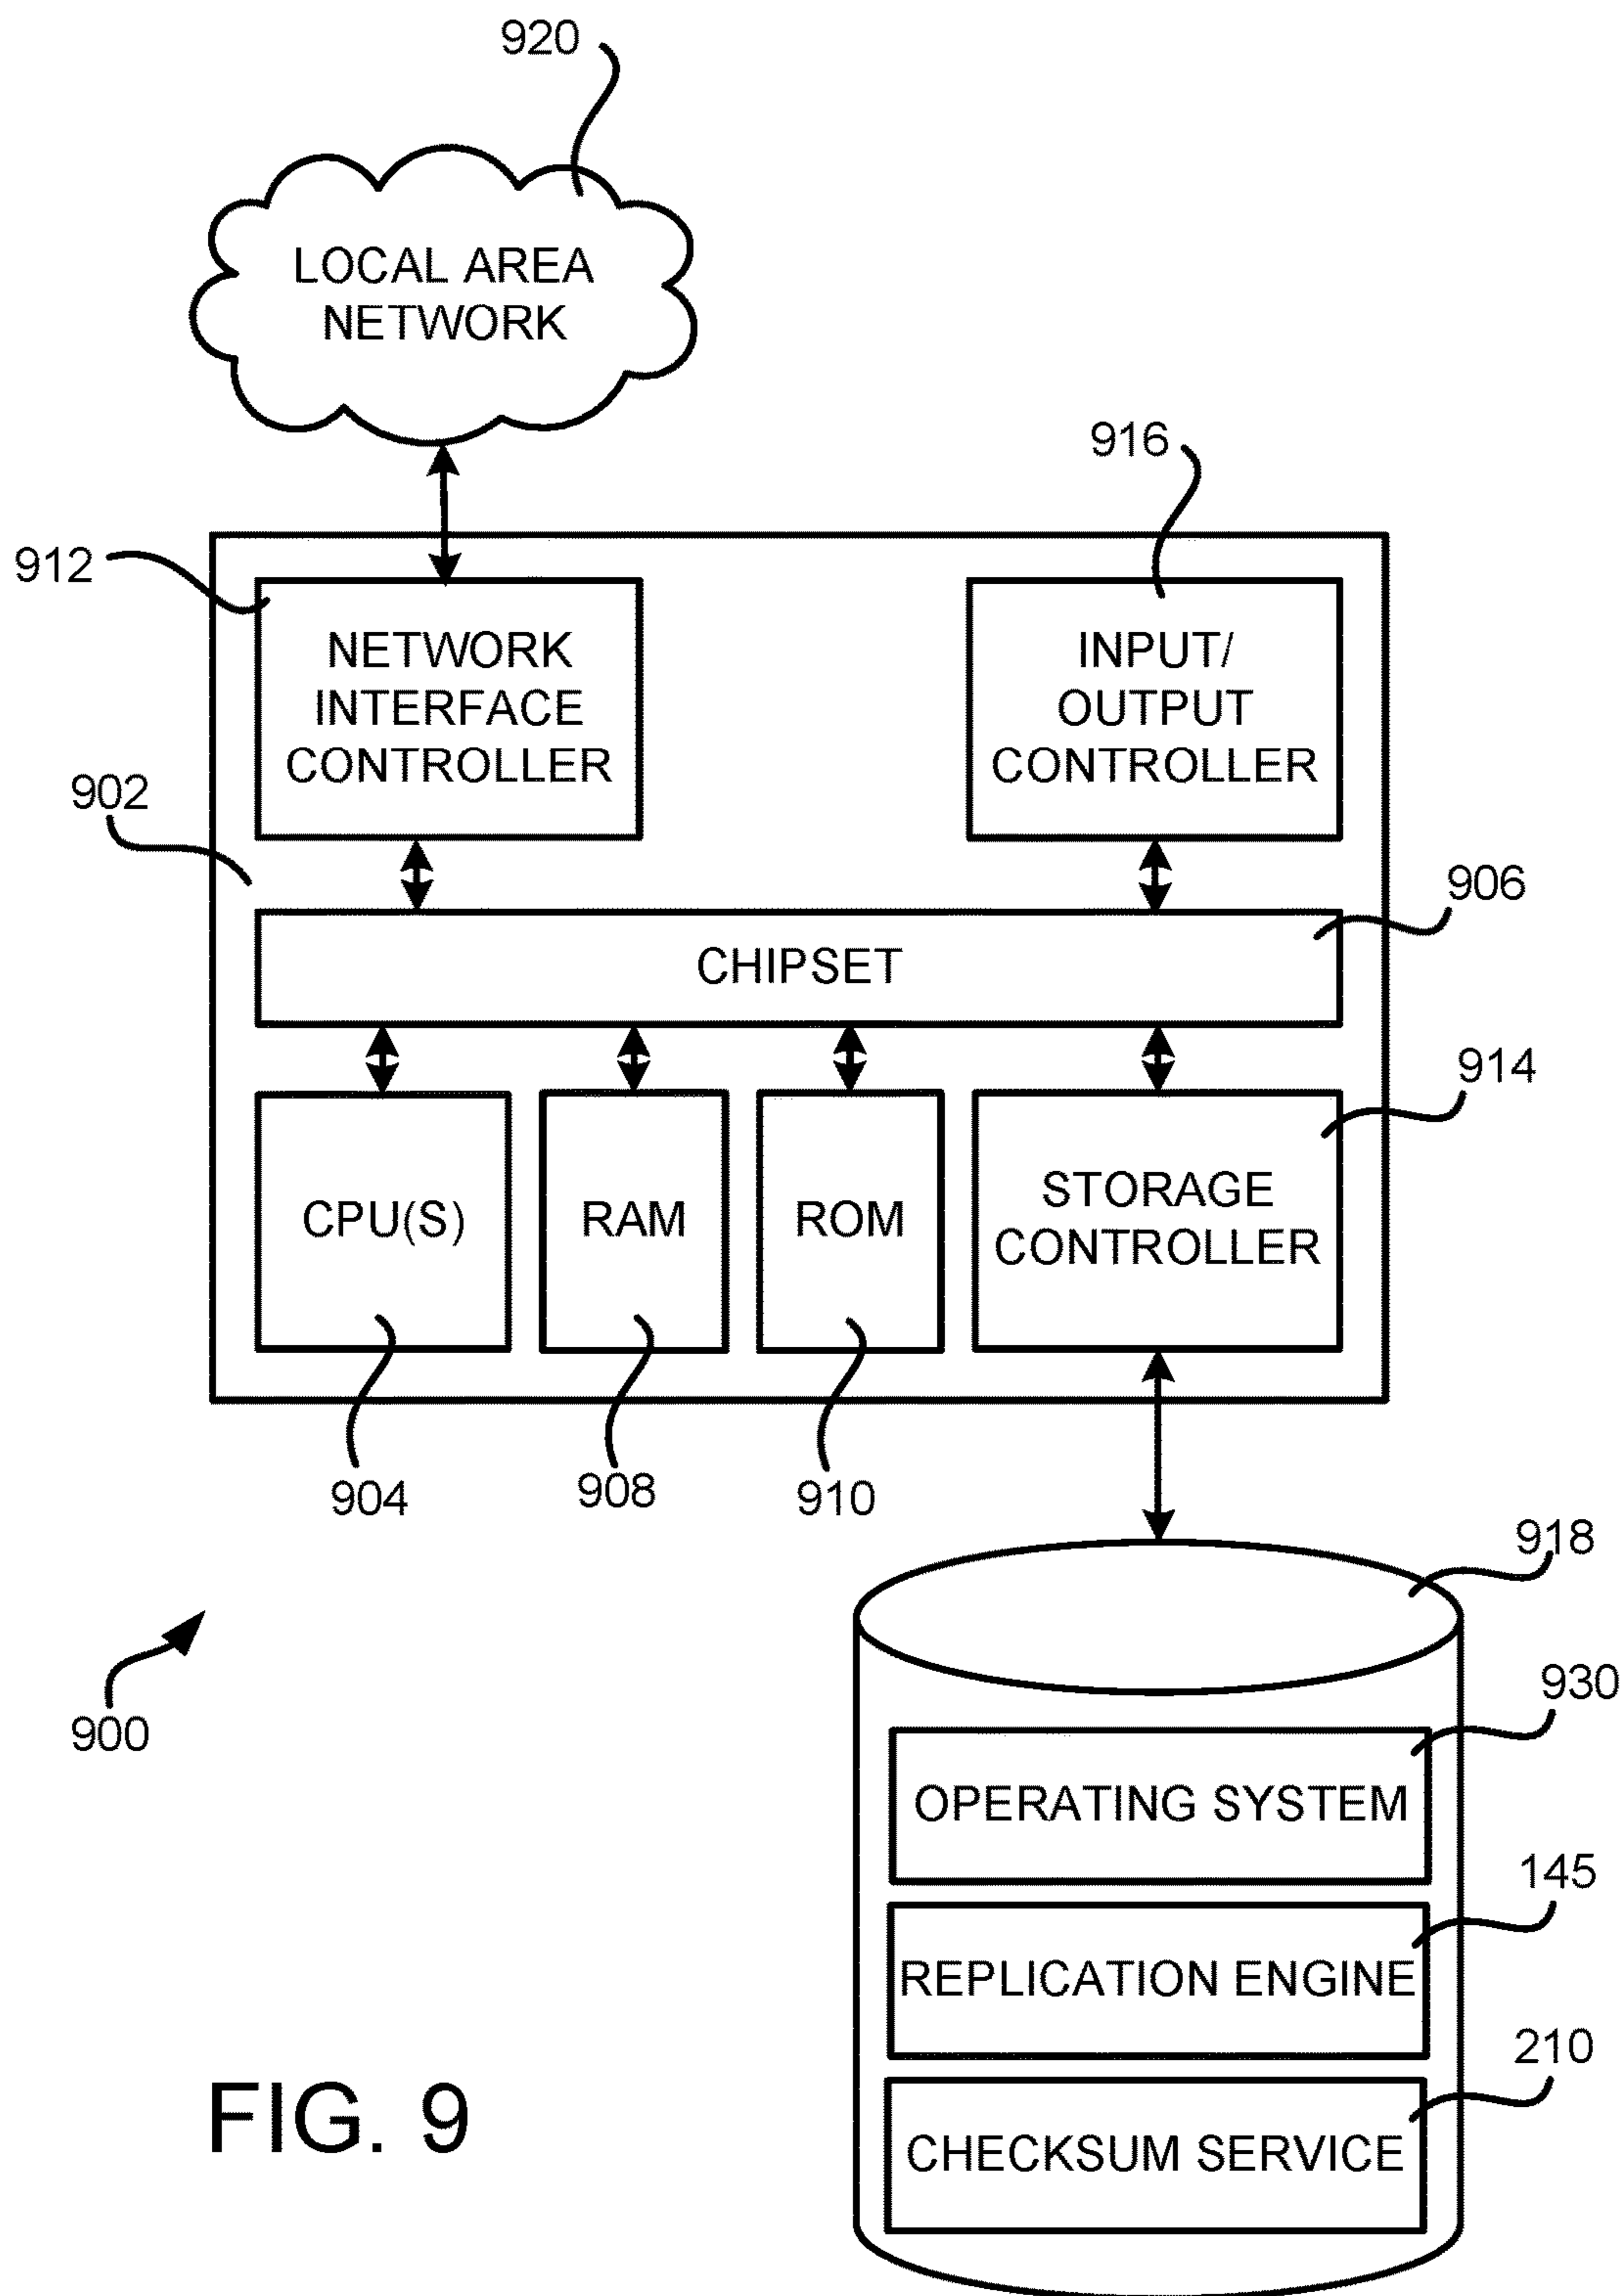 920
LOCAL AREA
NETWORK
916
912
NETWORK
INTERFACE
CONTROLLER
INPUT/
OUTPUT
CONTROLLER
902
906
CHIPSET
914
CPU(S)
RAM
ROM
STORAGE
CONTROLLER
904
908
910
918
930
900
OPERATING SYSTEM
145
REPLICATION ENGINE
210
FIG. 9
CHECKSUM SERVICE